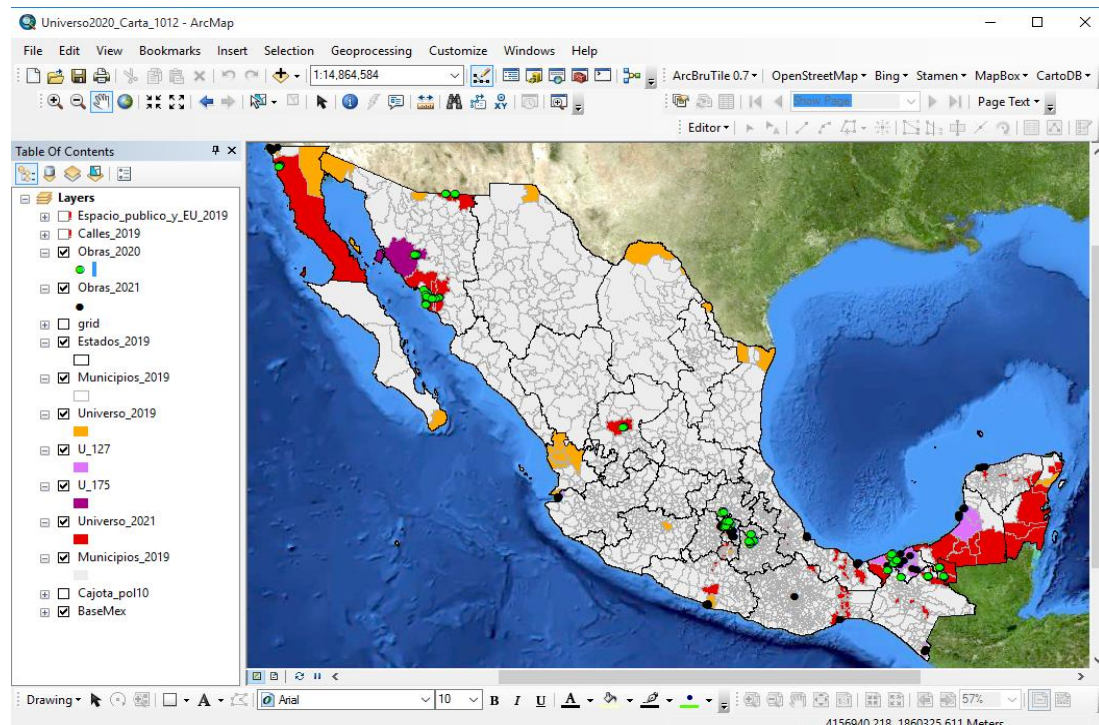 Universo2020_Carta_1012 - ArcMap
File Edit View Bookmarks Insert Selection Geoprocessing Customize Windows Help
1:14,864,584
ArcBruTile 0.7 OpenStreetMap Bing Stamen MapBox CartoDB
Show Page Page Text
Editor
Table Of Contents
Layers
Espacio_publico_y_EU_2019
Calles_2019
Obras_2020
Obras_2021
grid
Estados_2019
Municipios_2019
Universo_2019
U_127
U_175
Universo_2021
Municipios_2019
Cajota_pol10
BaseMex
Drawing A Arial 10 B I U A 57%
4156940.218 1860325.611 Meters